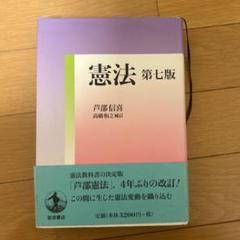 憲法 第七版
芦部信喜
高橋和之補訂
憲法教科書の決定版
「芦部憲法」、4年ぶりの改訂!
この間に生じた憲法変動を織り込む
岩波書店
定価(本体3200円+税)